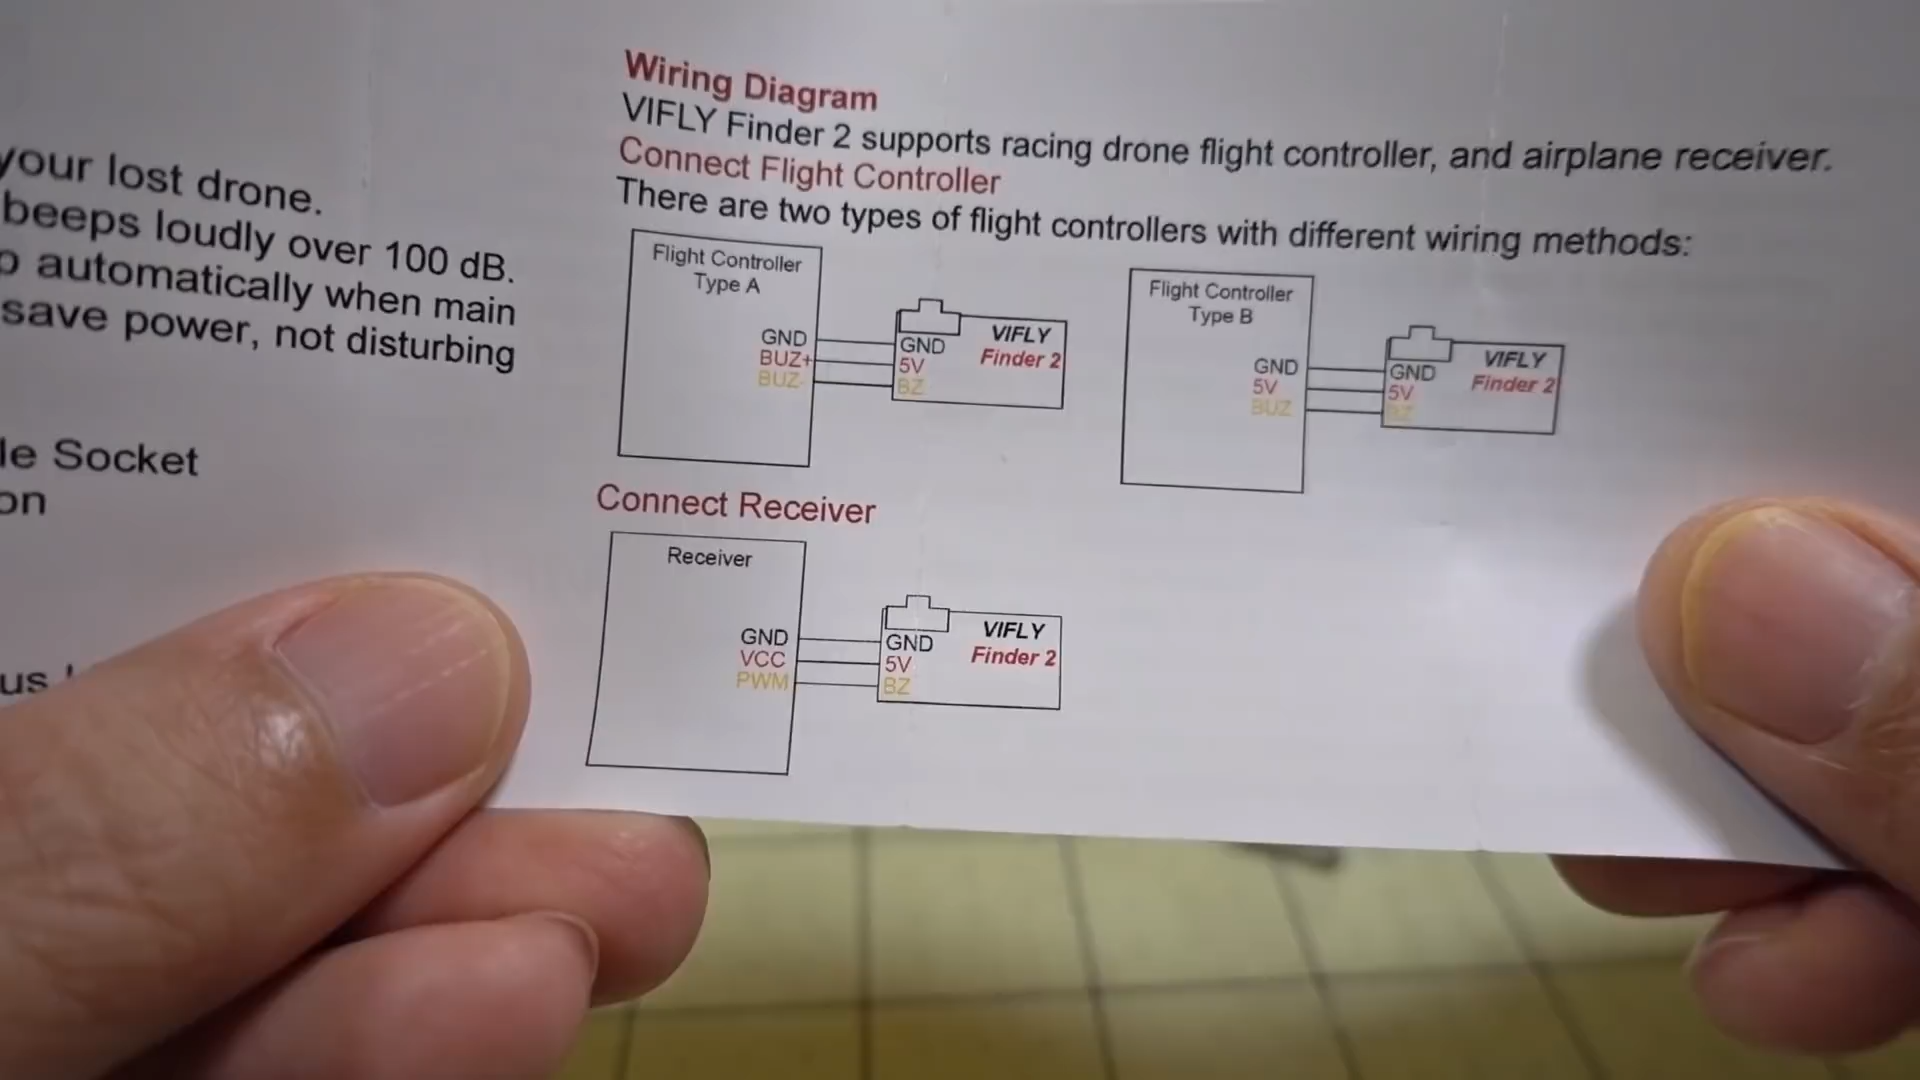 your lost drone.
beeps loudly over 100 dB.
automatically when main
save power, not disturbing
Socket
Wiring Diagram
VIFLY Finder 2 supports racing drone flight controller, and airplane receiver.
Connect Flight Controller
There are two types of flight controllers with different wiring methods:
Flight Controller
Type A
GND
BUZ+
BUZ-
GND
5V
BZ
VIFLY
Finder 2
Flight Controller
Type B
GND
5V
BUZ
GND
5V
BZ
VIFLY
Finder 2
Connect Receiver
Receiver
GND
VCC
PWM
GND
5V
BZ
VIFLY
Finder 2